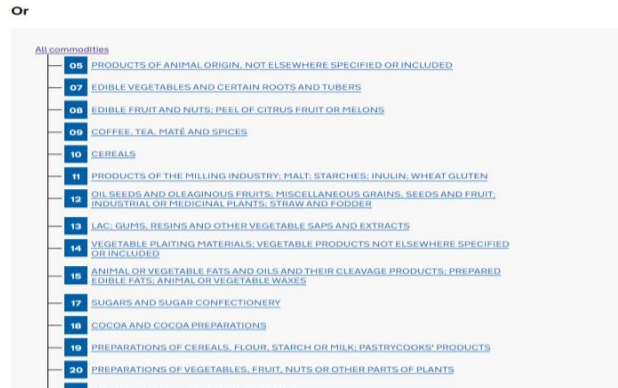 Or
All commodities
05 PRODUCTS OF ANIMAL ORIGIN, NOT ELSEWHERE SPECIFIED OR INCLUDED
07 EDIBLE VEGETABLES AND CERTAIN ROOTS AND TUBERS
08 EDIBLE FRUIT AND NUTS; PEEL OF CITRUS FRUIT OR MELONS
09 COFFEE, TEA, MATÉ AND SPICES
10 CEREALS
11 PRODUCTS OF THE MILLING INDUSTRY; MALT; STARCHES; INULIN; WHEAT GLUTEN
12 OIL SEEDS AND OLEAGINOUS FRUITS; MISCELLANEOUS GRAINS, SEEDS AND FRUIT;
INDUSTRIAL OR MEDICINAL PLANTS; STRAW AND FODDER
13 LAC; GUMS, RESINS AND OTHER VEGETABLE SAPS AND EXTRACTS
14 VEGETABLE PLAITING MATERIALS; VEGETABLE PRODUCTS NOT ELSEWHERE SPECIFIED
OR INCLUDED
15 ANIMAL OR VEGETABLE FATS AND OILS AND THEIR CLEAVAGE PRODUCTS; PREPARED
EDIBLE FATS; ANIMAL OR VEGETABLE WAXES
17 SUGARS AND SUGAR CONFECTIONERY
18 COCOA AND COCOA PREPARATIONS
19 PREPARATIONS OF CEREALS, FLOUR, STARCH OR MILK; PASTRYCOOKS' PRODUCTS
20 PREPARATIONS OF VEGETABLES, FRUIT, NUTS OR OTHER PARTS OF PLANTS